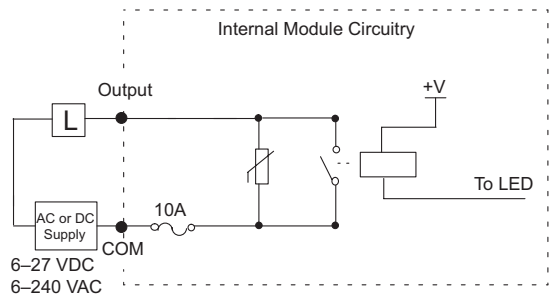 Internal Module Circuitry
Output
+V
L
To LED
10A
AC or DC
Supply
COM
6–27 VDC
6–240 VAC